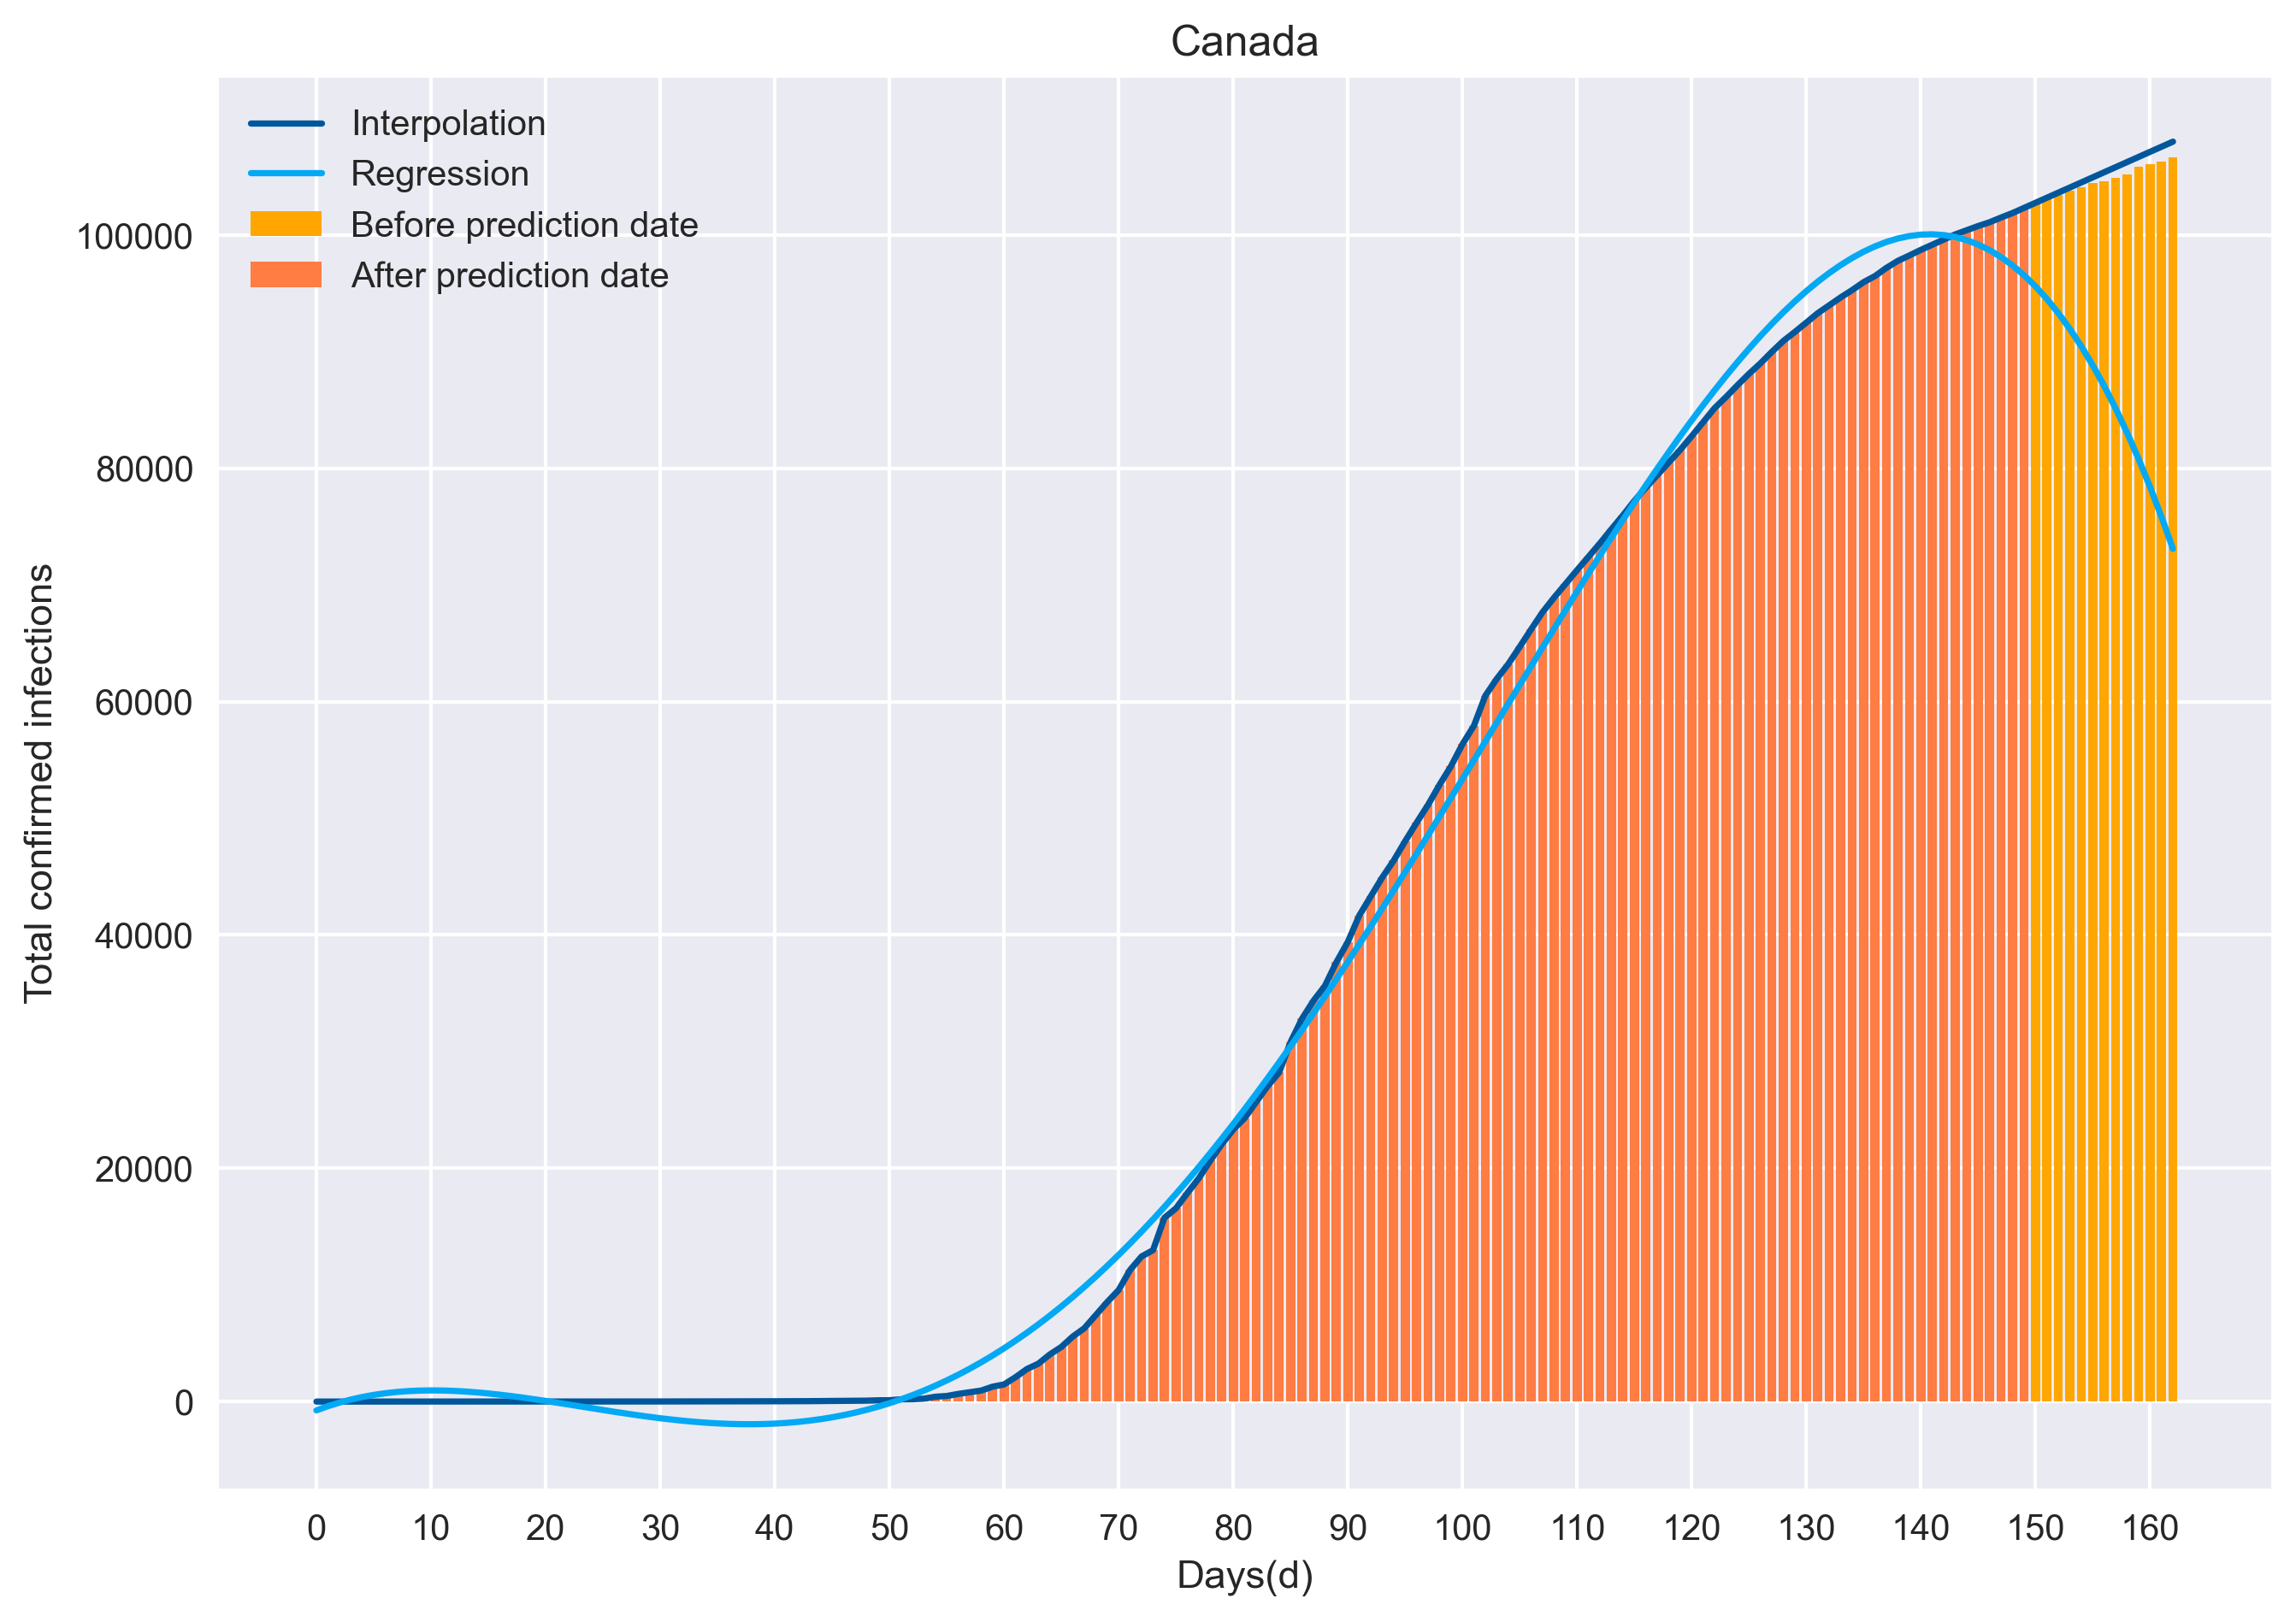 Canada
Interpolation
Regression
Before prediction date
After prediction date
Total confirmed infections
100000
80000
60000
40000
20000
0
0 10 20 30 40 50 60 70 80 90 100 110 120 130 140 150 160
Days(d)